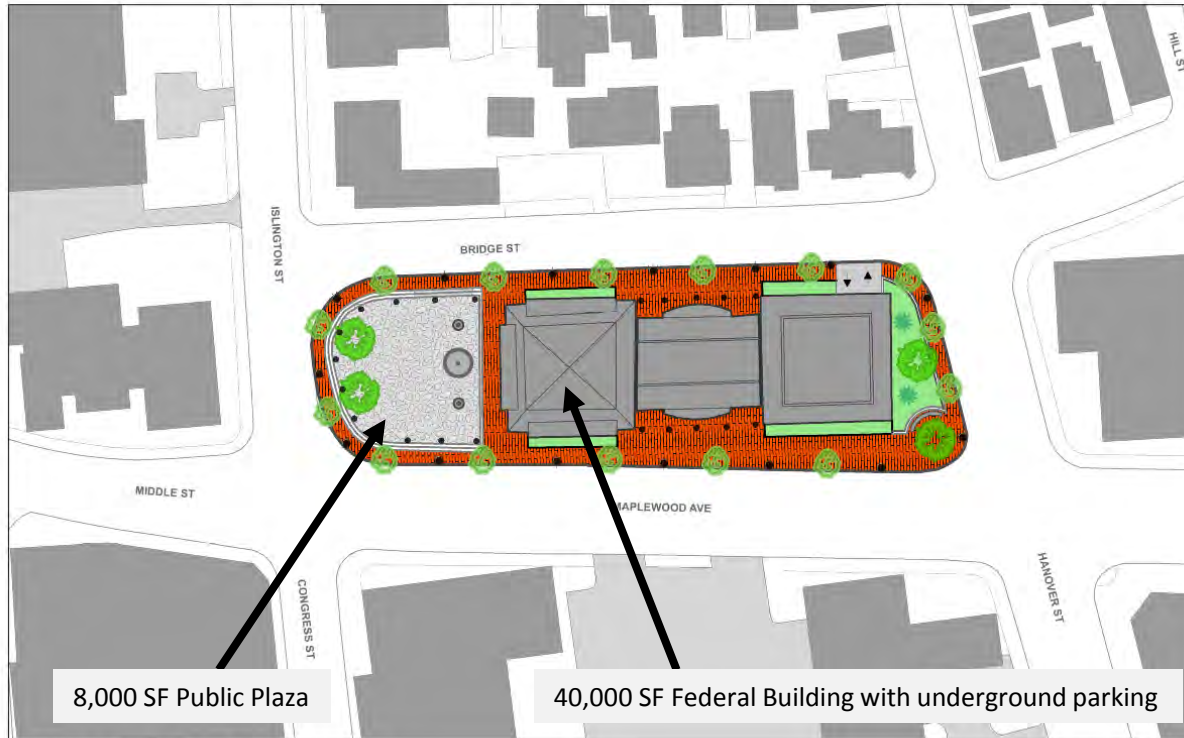 HILL ST
ISLINGTON ST
BRIDGE ST
MIDDLE ST
MAPLEWOOD AVE
CONGRESS ST
HANOVER ST
8,000 SF Public Plaza
40,000 SF Federal Building with underground parking